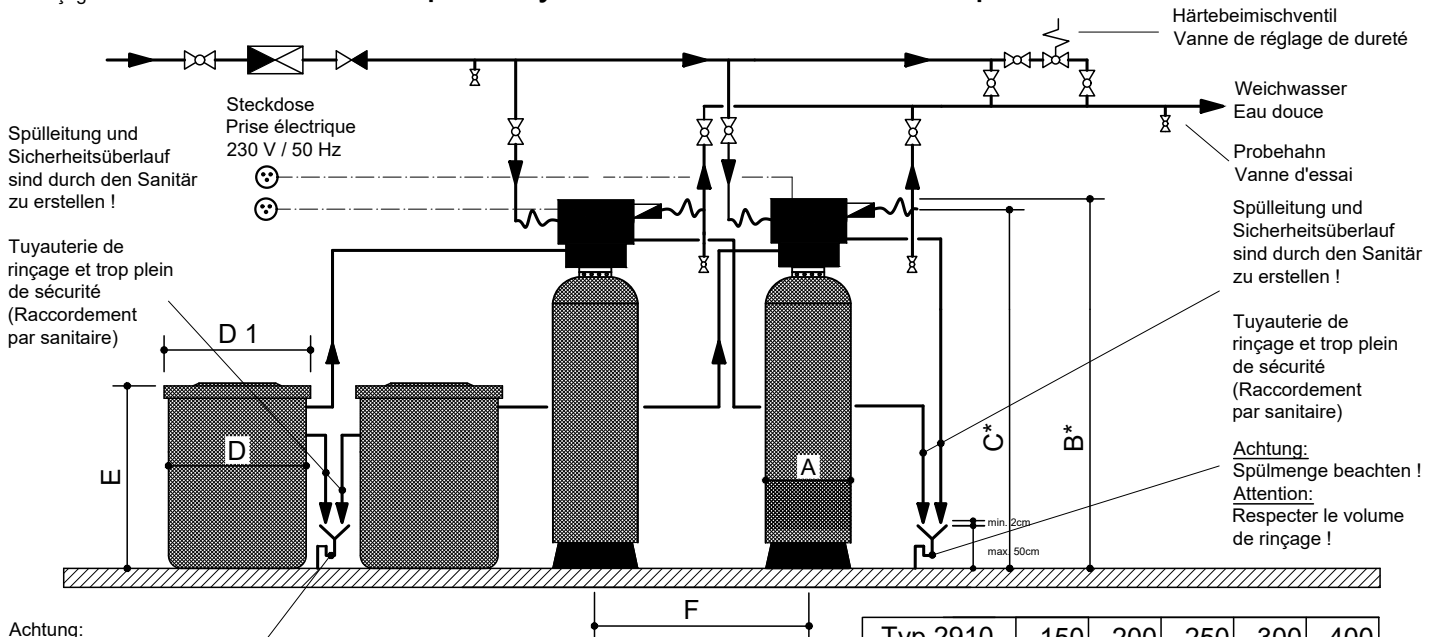 Härtebeimischventil
Vanne de réglage de dureté
Steckdose
Prise électrique
230 V / 50 Hz
Weichwasser
Eau douce
Probehahn
Vanne d'essai
Spülleitung und
Sicherheitsüberlauf
sind durch den Sanitär
zu erstellen !
Tuyauterie de
rinçage et trop plein
de sécurité
(Raccordement
par sanitaire)
Spülleitung und
Sicherheitsüberlauf
sind durch den Sanitär
zu erstellen !
Tuyauterie de
rinçage et trop plein
de sécurité
(Raccordement
par sanitaire)
Achtung:
Spülmenge beachten !
Attention:
Respecter le volume
de rinçage !
D 1
D
E
A
C*
B*
min. 2cm
max. 50cm
F
Achtung:
Typ 2910 150 200 250 300 400